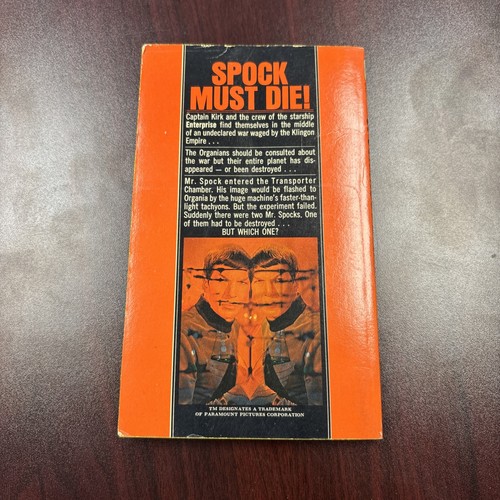 SPOCK
MUST DIE!
Captain Kirk and the crew of the starship
Enterprise find themselves in the middle
of an undeclared war waged by the Klingon
Empire . . .
The Organians should be consulted about
the war but their entire planet has dis-
appeared — or been destroyed . . .
Mr. Spock entered the Transporter
Chamber. His image would be flashed to
Organia by the huge machine's faster-than-
light tachyons. But the experiment failed.
Suddenly there were two Mr. Spocks. One
of them had to be destroyed . . .
BUT WHICH ONE?
TM DESIGNATES A TRADEMARK
OF PARAMOUNT PICTURES CORPORATION